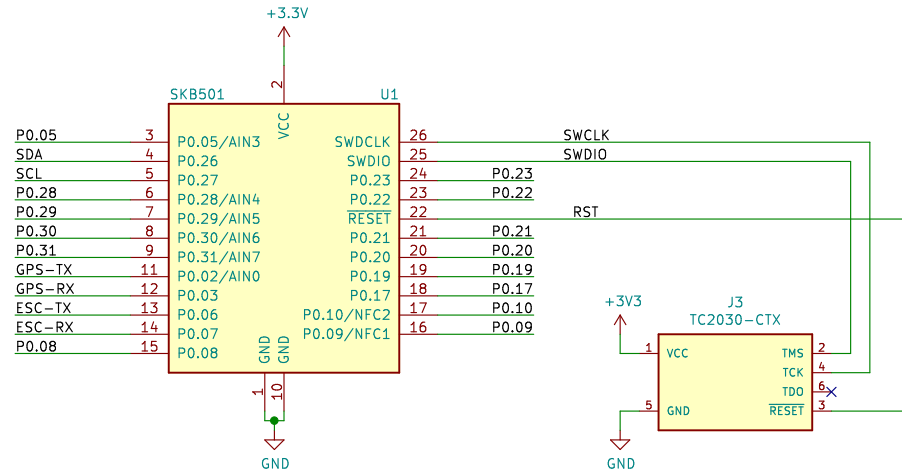 +3.3V
SKB501 2 U1
VCC
P0.05 3 P0.05/AIN3 SWDCLK 26 SWCLK
SDA 4 P0.26 SWDIO 25 SWDIO
SCL 5 P0.27 P0.23 24 P0.23
P0.28 6 P0.28/AIN4 P0.22 23 P0.22
P0.29 7 P0.29/AIN5 RESET 22 RST
P0.30 8 P0.30/AIN6 P0.21 21 P0.21
P0.31 9 P0.31/AIN7 P0.20 20 P0.20
GPS-TX 11 P0.02/AIN0 P0.19 19 P0.19
GPS-RX 12 P0.03 P0.17 18 P0.17
ESC-TX 13 P0.06 P0.10/NFC2 17 P0.10
ESC-RX 14 P0.07 P0.09/NFC1 16 P0.09
P0.08 15 P0.08
GND GND
1 10
GND
+3V3
J3
TC2030-CTX
1 VCC TMS 2
TCK 4
TDO 6
5 GND RESET 3
GND